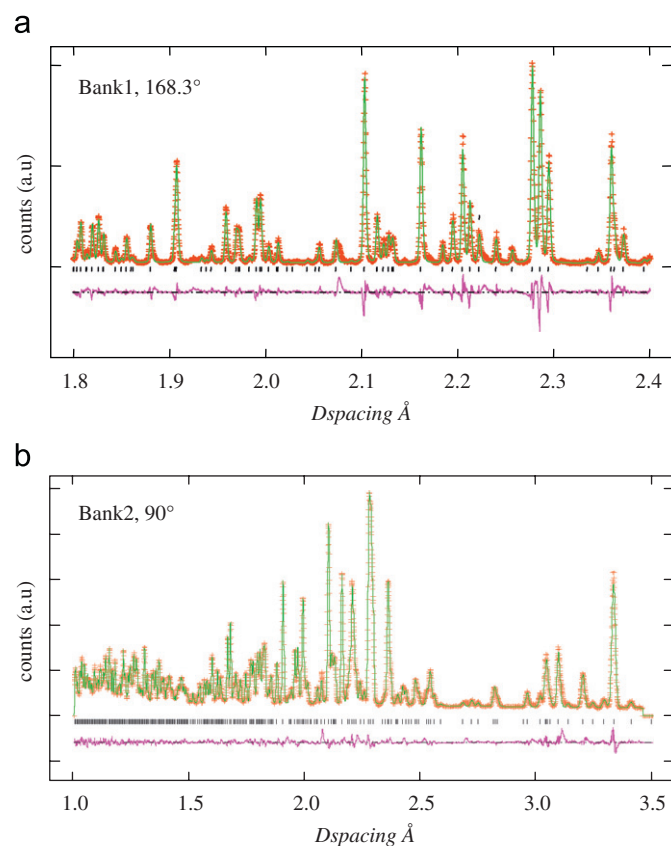 a
Bank1, 168.3°
counts (a.u)
1.8 1.9 2.0 2.1 2.2 2.3 2.4
Dspacing Å
b
Bank2, 90°
counts (a.u)
1.0 1.5 2.0 2.5 3.0 3.5
Dspacing Å